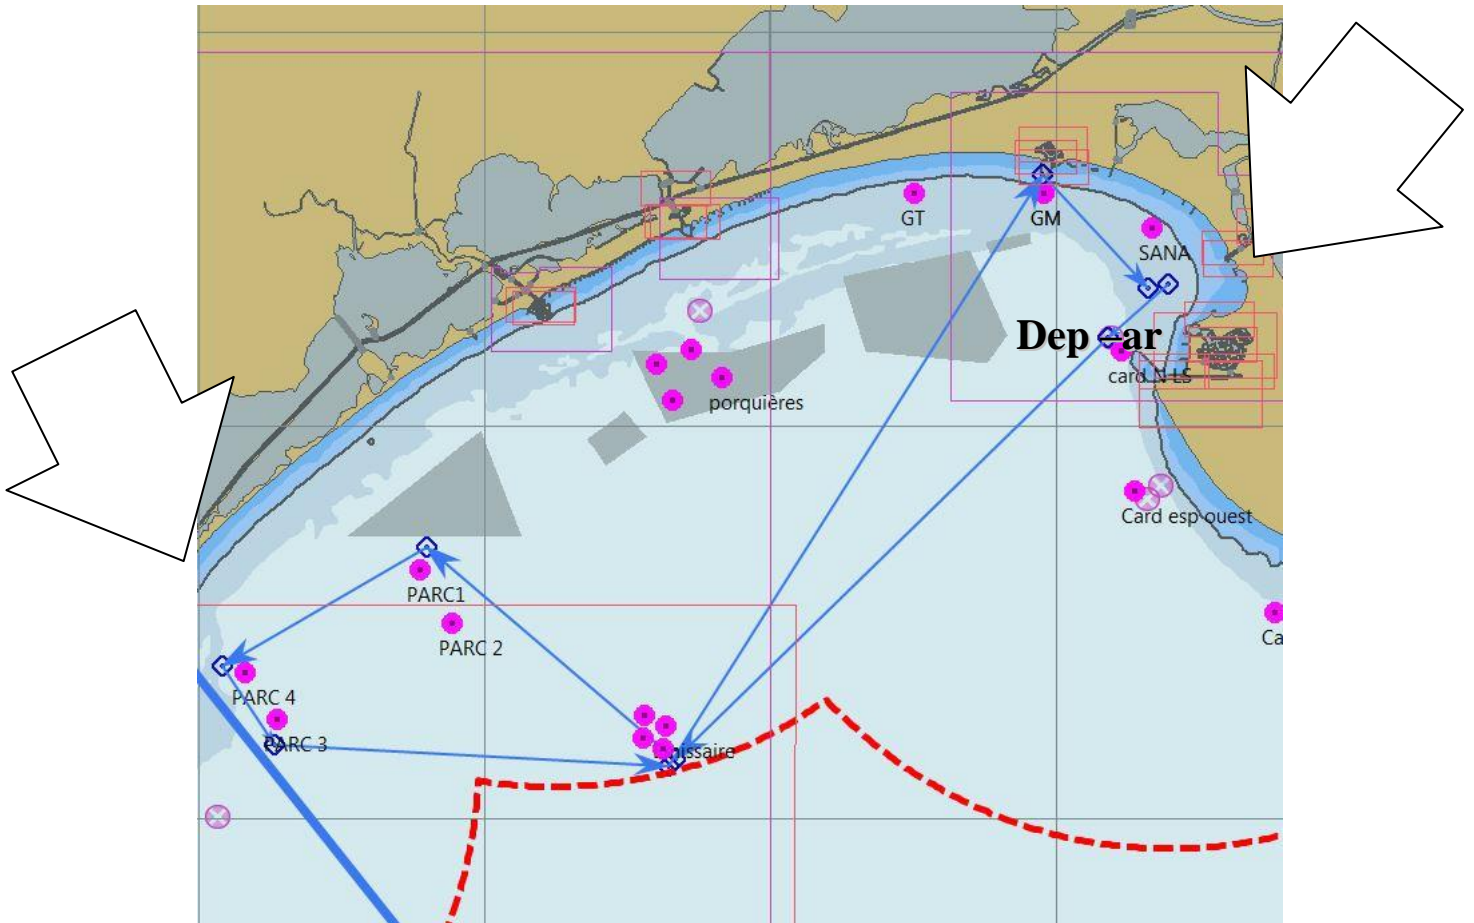 GT
GM
SANA
Dep –ar
card N LS
porquières
Card esp ouest
PARC1
Ca
PARC 2
PARC 4
PARC 3